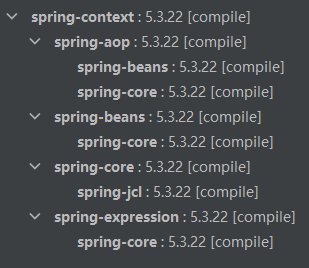 spring-context : 5.3.22 [compile]
spring-aop : 5.3.22 [compile]
spring-beans : 5.3.22 [compile]
spring-core : 5.3.22 [compile]
spring-beans : 5.3.22 [compile]
spring-core : 5.3.22 [compile]
spring-core : 5.3.22 [compile]
spring-jcl : 5.3.22 [compile]
spring-expression : 5.3.22 [compile]
spring-core : 5.3.22 [compile]